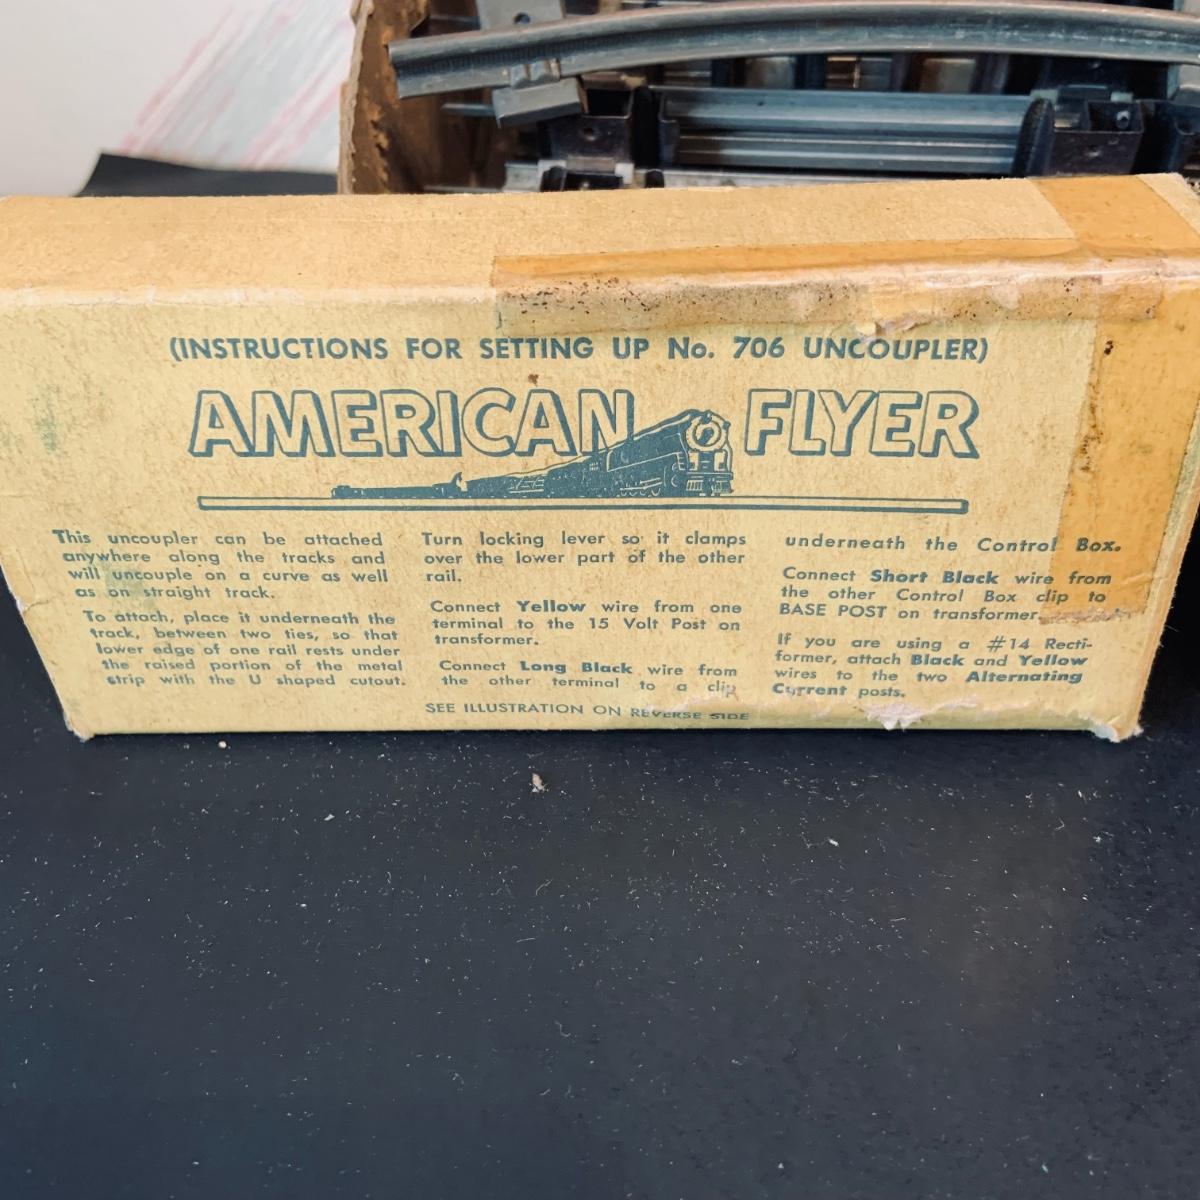 (INSTRUCTIONS FOR SETTING UP No. 706 UNCOUPLER)
AMERICAN FLYER
This uncoupler can be attached
anywhere along the tracks and
will uncouple on a curve as well
as on straight track.
To attach, place it underneath the
track, between two ties, so that
lower edge of one rail rests under
the raised portion of the metal
strip with the U shaped cutout.
Turn locking lever so it clamps
over the lower part of the other
rail.
Connect Yellow wire from one
terminal to the 15 Volt Post on
transformer.
Connect Long Black wire from
the other terminal to a clip
underneath the Control Box.
Connect Short Black wire from
the other Control Box clip to
BASE POST on transformer.
If you are using a #14 Recti-
former, attach Black and Yellow
wires to the two Alternating
Current posts.
SEE ILLUSTRATION ON REVERSE SIDE